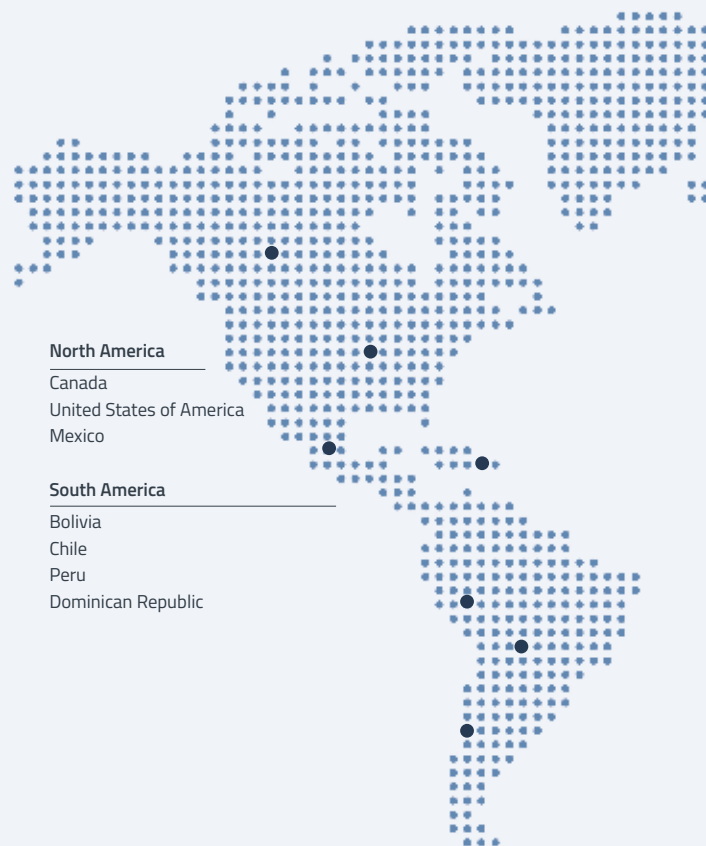 North America
Canada
United States of America
Mexico
South America
Bolivia
Chile
Peru
Dominican Republic